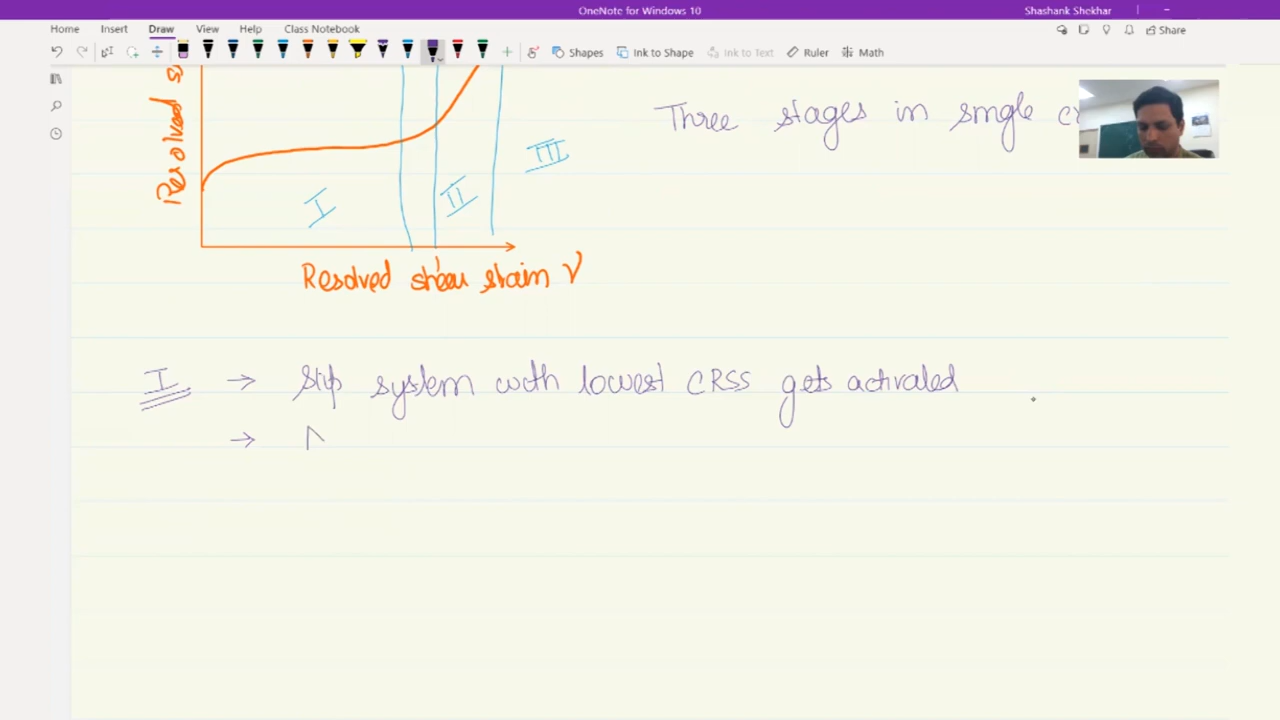 OneNote for Windows 10
Shashank Shekhar
Home Insert Draw View Help Class Notebook
Share
Shapes Ink to Shape Ink to Text Ruler Math
Resolved s
Three stages in single c
I II III
Resolved shear stain γ
I → Slip system with lowest CRSS gets activated
→